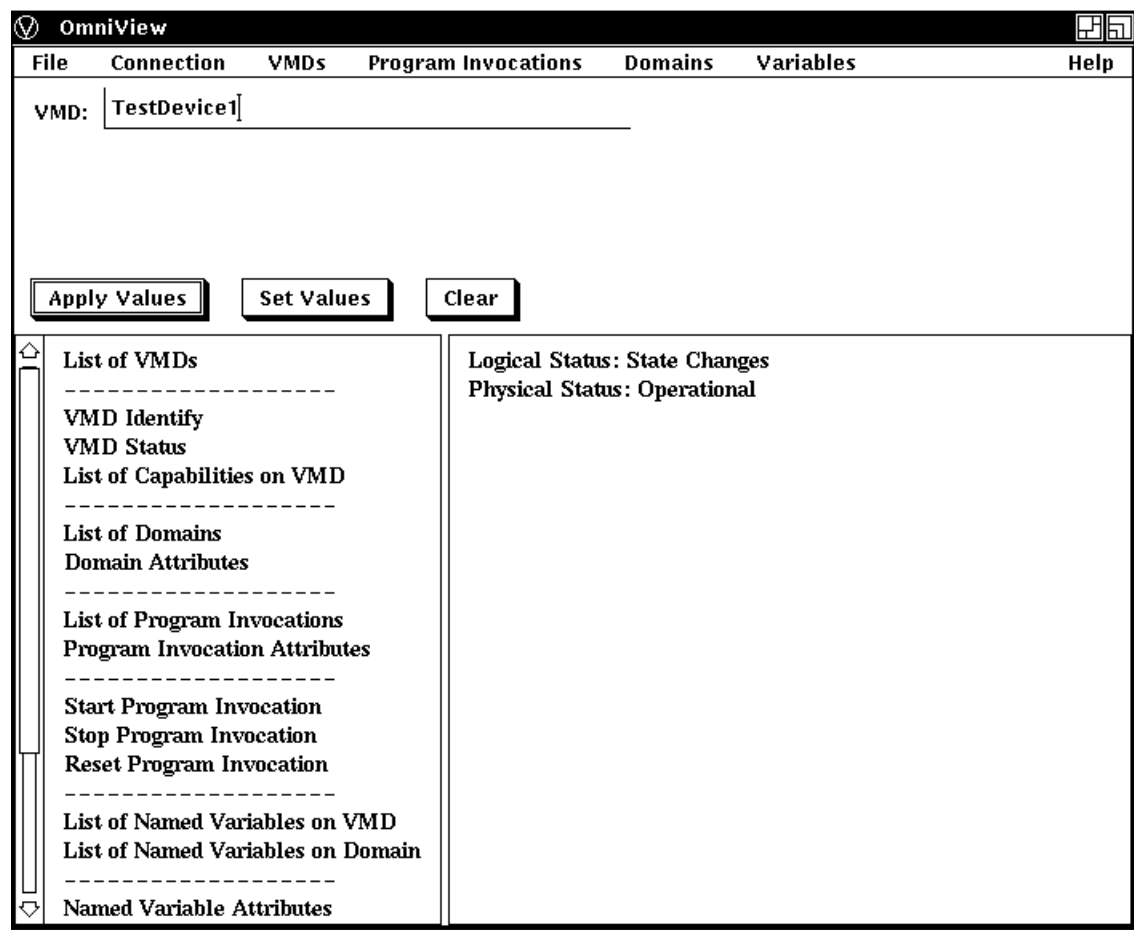 OmniView
File Connection VMDs Program Invocations Domains Variables Help
VMD: TestDevice1
Apply Values Set Values Clear
List of VMDs
-------------------
VMD Identify
VMD Status
List of Capabilities on VMD
-------------------
List of Domains
Domain Attributes
-------------------
List of Program Invocations
Program Invocation Attributes
-------------------
Start Program Invocation
Stop Program Invocation
Reset Program Invocation
-------------------
List of Named Variables on VMD
List of Named Variables on Domain
-------------------
Named Variable Attributes
Logical Status: State Changes
Physical Status: Operational